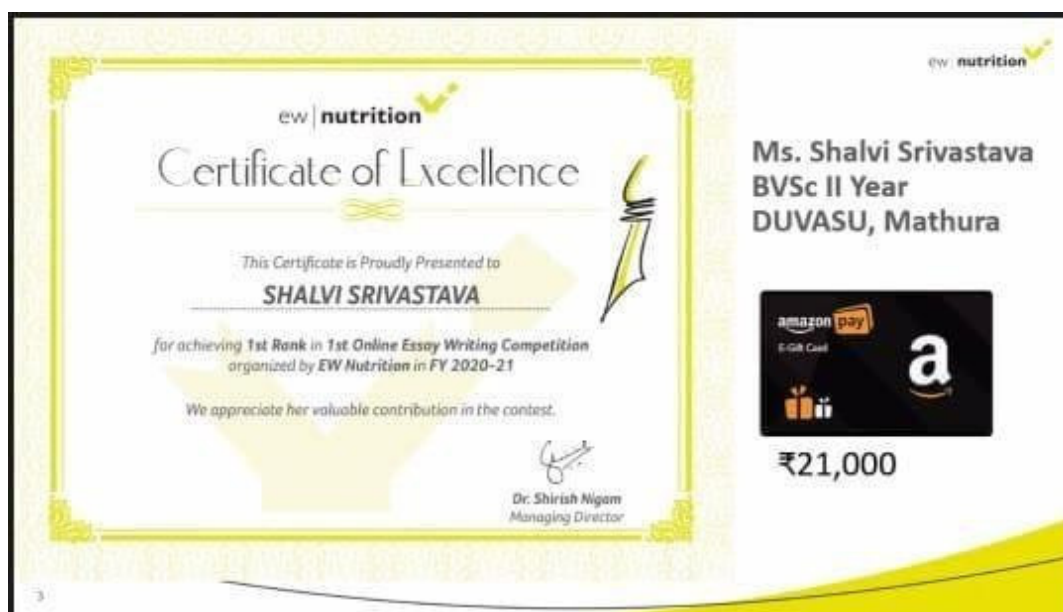 ew nutrition
Certificate of Excellence
This Certificate is Proudly Presented to
SHALVI SRIVASTAVA
for achieving 1st Rank in 1st Online Essay Writing Competition
organized by EW Nutrition in FY 2020-21
We appreciate her valuable contribution in the contest.
Dr. Shirish Nigam
Managing Director
ew nutrition
Ms. Shalvi Srivastava
BVSc II Year
DUVASU, Mathura
amazon pay
E-Gift Card
a
₹21,000
3